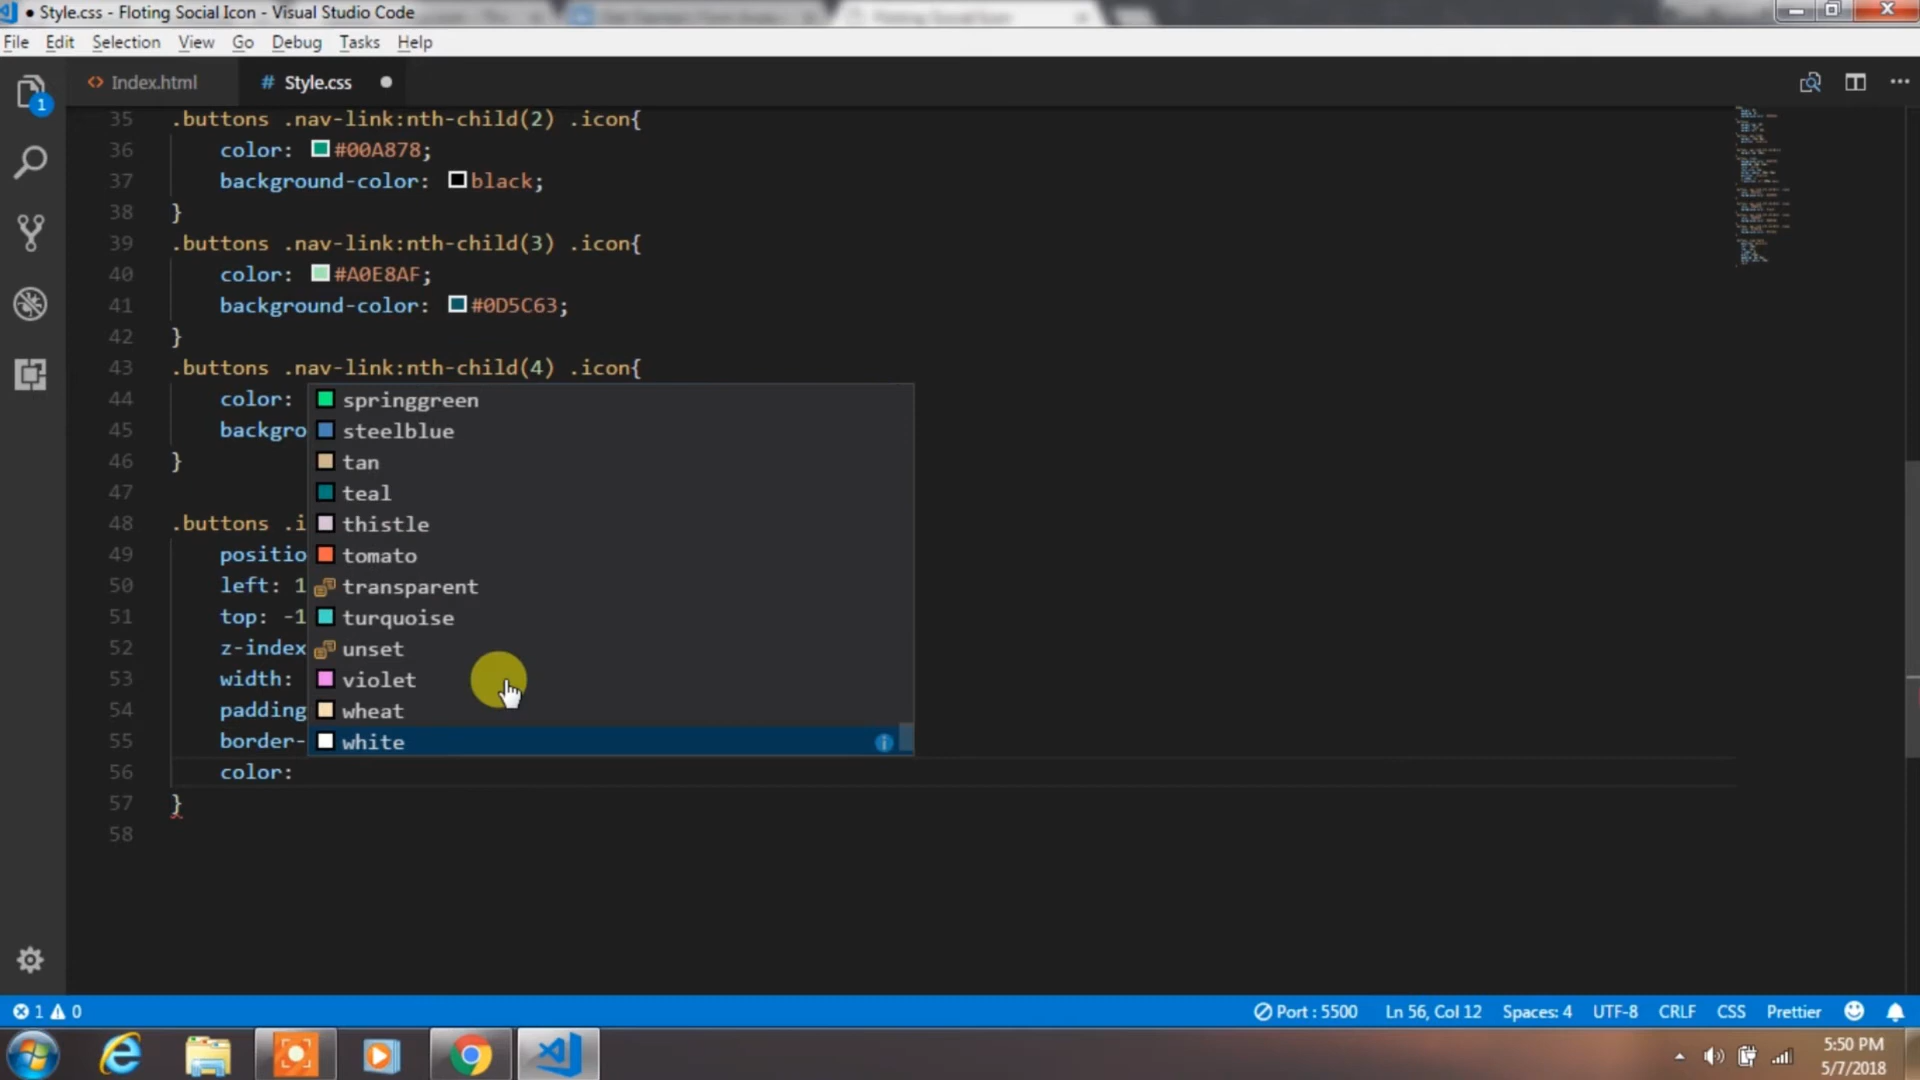 Style.css - Floting Social Icon - Visual Studio Code
File Edit Selection View Go Debug Tasks Help
1
<> Index.html # Style.css
35 .buttons .nav-link:nth-child(2) .icon{
36 color: #00A878;
37 background-color: black;
38 }
39 .buttons .nav-link:nth-child(3) .icon{
40 color: #A0E8AF;
41 background-color: #0D5C63;
42 }
43 .buttons .nav-link:nth-child(4) .icon{
44 color: springgreen
45 backgro steelblue
46 } tan
47 teal
48 .buttons .i thistle
49 positio tomato
50 left: 1 transparent
51 top: -1 turquoise
52 z-index unset
53 width: violet
54 padding wheat
55 border- white
56 color:
57 }
58
1 0 Port : 5500 Ln 56, Col 12 Spaces: 4 UTF-8 CRLF CSS Prettier
5:50 PM
5/7/2018